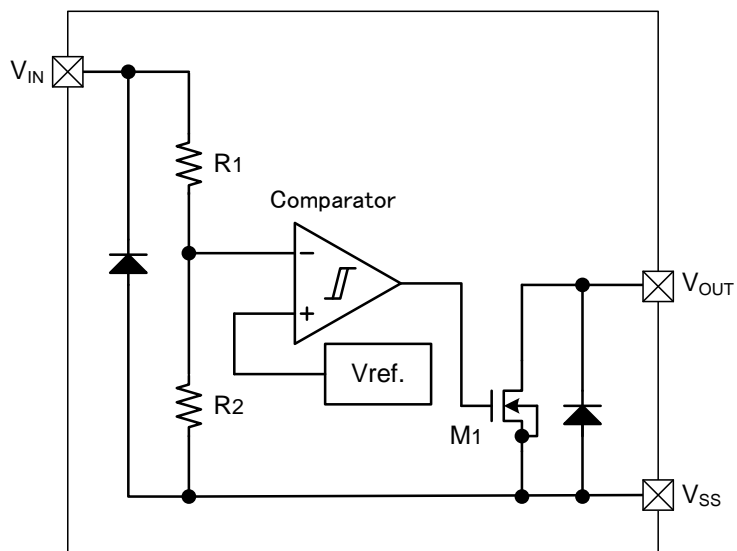 VIN
R1
Comparator
−
+
VOUT
Vref.
R2
M1
VSS